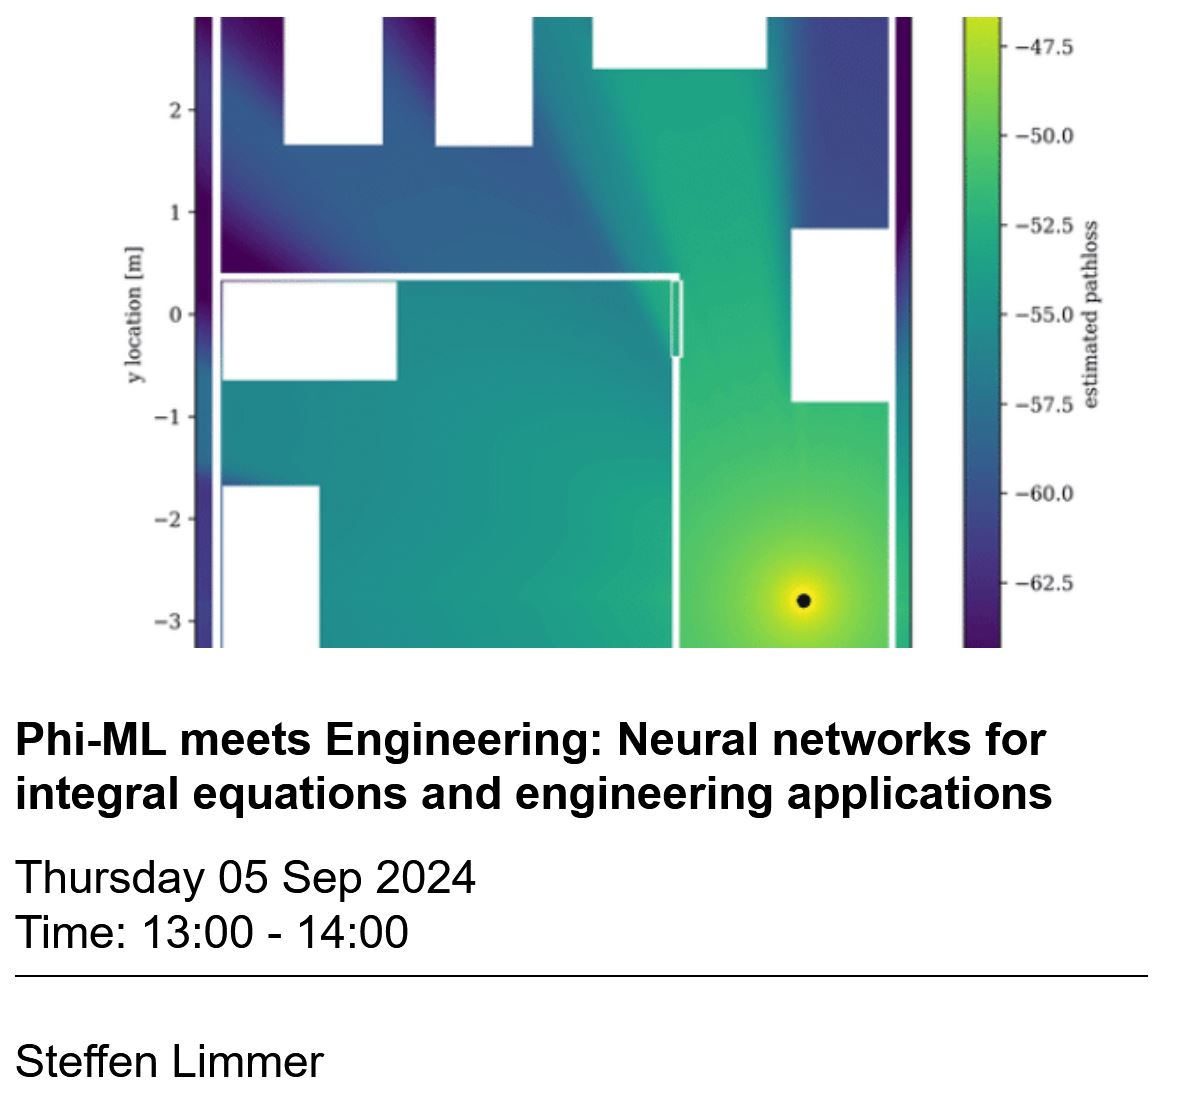 2
1
0
−1
−2
−3
y location [m]
−47.5
−50.0
−52.5
−55.0
−57.5
−60.0
−62.5
estimated pathloss
Phi-ML meets Engineering: Neural networks for
integral equations and engineering applications
Thursday 05 Sep 2024
Time: 13:00 - 14:00
Steffen Limmer